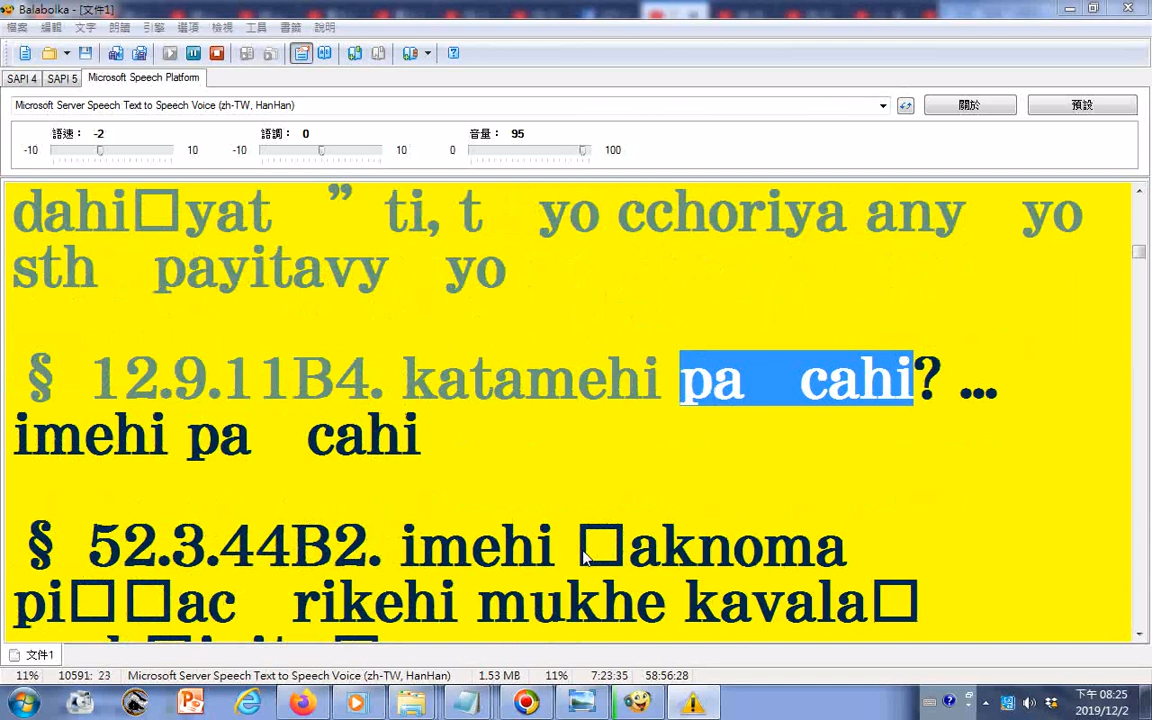 Balabolka - [文件1]
檔案 編輯 文字 朗讀 引擎 選項 檢視 工具 書籤 說明
SAPI 4 SAPI 5 Microsoft Speech Platform
Microsoft Server Speech Text to Speech Voice (zh-TW, HanHan)
關於 預設
語速: -2 語調: 0 音量: 95
-10 10 -10 10 0 100
dahi□yat ” ti, t yo cchoriya any yo
sth payitavy yo
§ 12.9.11B4. katamehi pa cahi? ...
imehi pa cahi
§ 52.3.44B2. imehi □aknoma
pi□□ac rikehi mukhe kavala□
文件1
11% 10591: 23 Microsoft Server Speech Text to Speech Voice (zh-TW, HanHan) 1.53 MB 11% 7:23:35 58:56:28
下午 08:25
2019/12/2